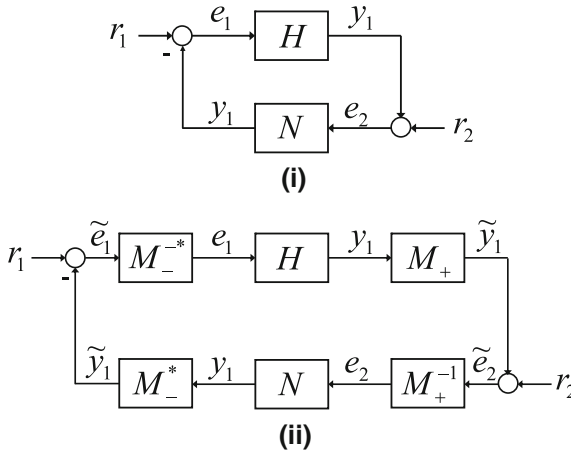 r₁ e₁ H y₁
-
y₁ N e₂ r₂
(i)
r₁ ẽ₁ M₋⁻* e₁ H y₁ M₊ ỹ₁
-
ỹ₁ M₋* y₁ N e₂ M₊⁻¹ ẽ₂ r₂
(ii)